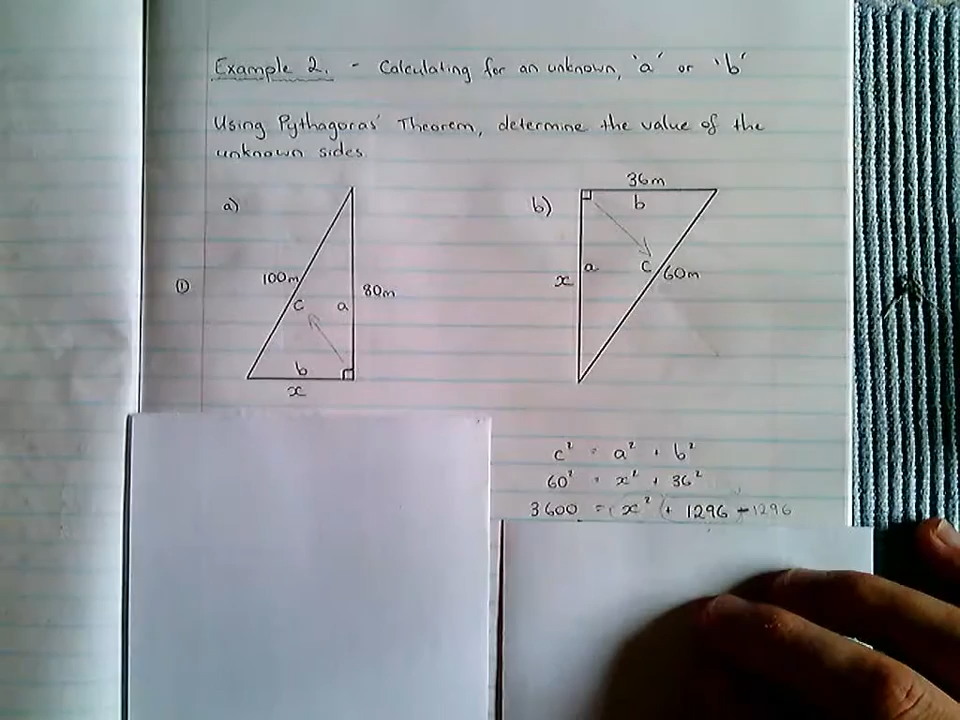 Example 2. - Calculating for an unknown, 'a' or 'b'
Using Pythagoras' Theorem, determine the value of the
unknown sides.
a)
100m
c
a
80m
①
b
x
b)
36m
b
x
a
c
60m
c² = a² + b²
60² = x² + 36²
3600 = x² + 1296 - 1296